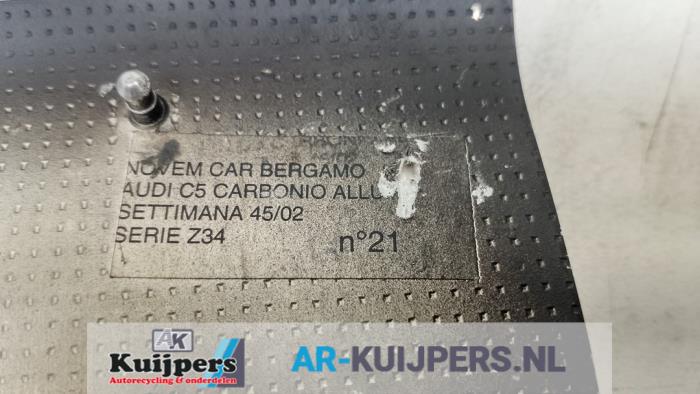 NOVEM CAR BERGAMO
AUDI C5 CARBONIO ALLU
SETTIMANA 45/02
SERIE Z34 n°21
AK
Kuijpers
Autorecycling & onderdelen
AR-KUIJPERS.NL